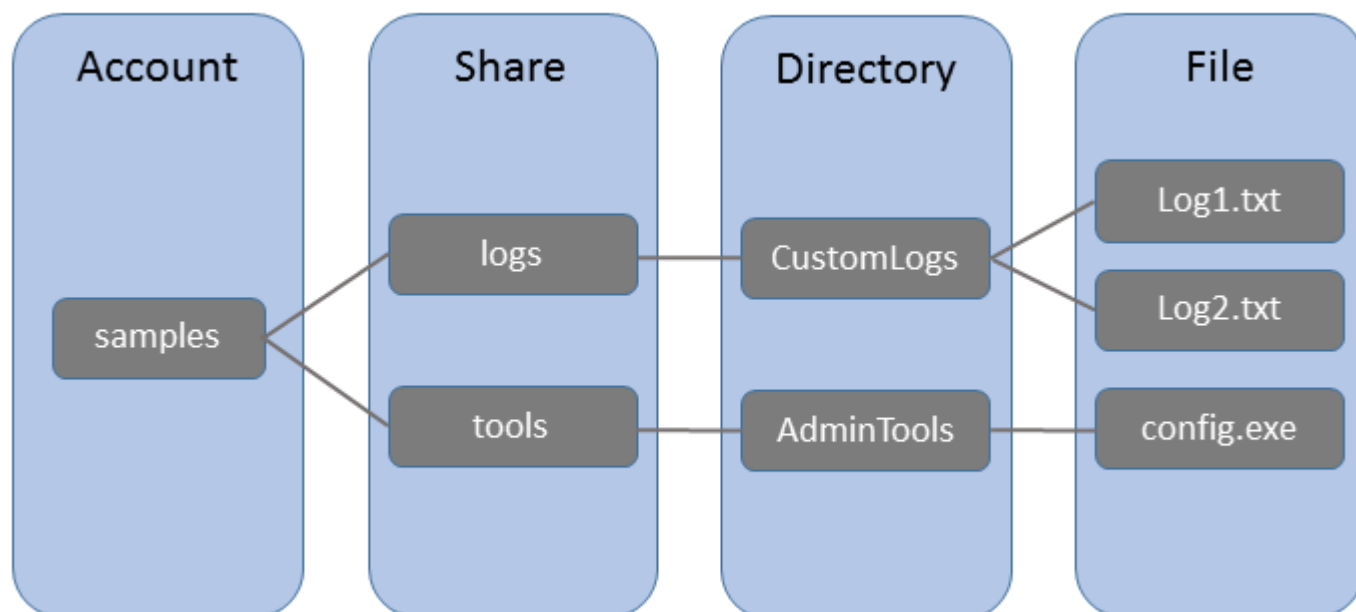 Account
Share
Directory
File
samples
logs
tools
CustomLogs
AdminTools
Log1.txt
Log2.txt
config.exe